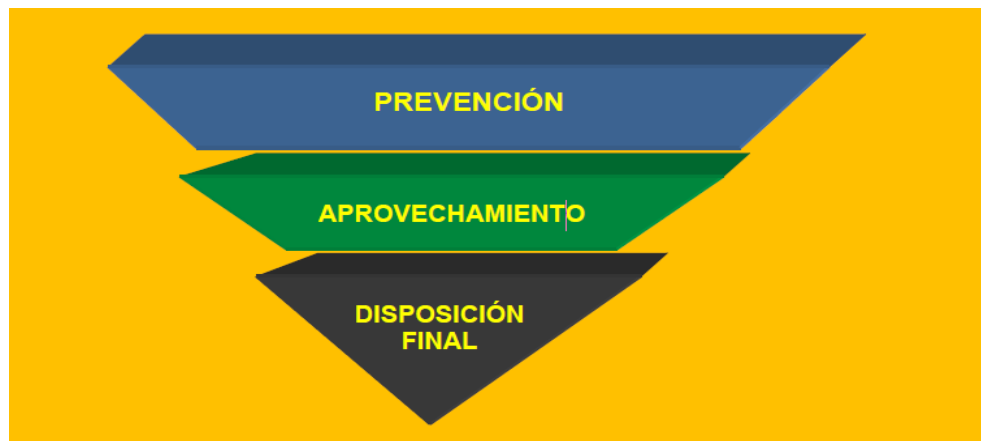 PREVENCIÓN
APROVECHAMIENTO
DISPOSICIÓN
FINAL